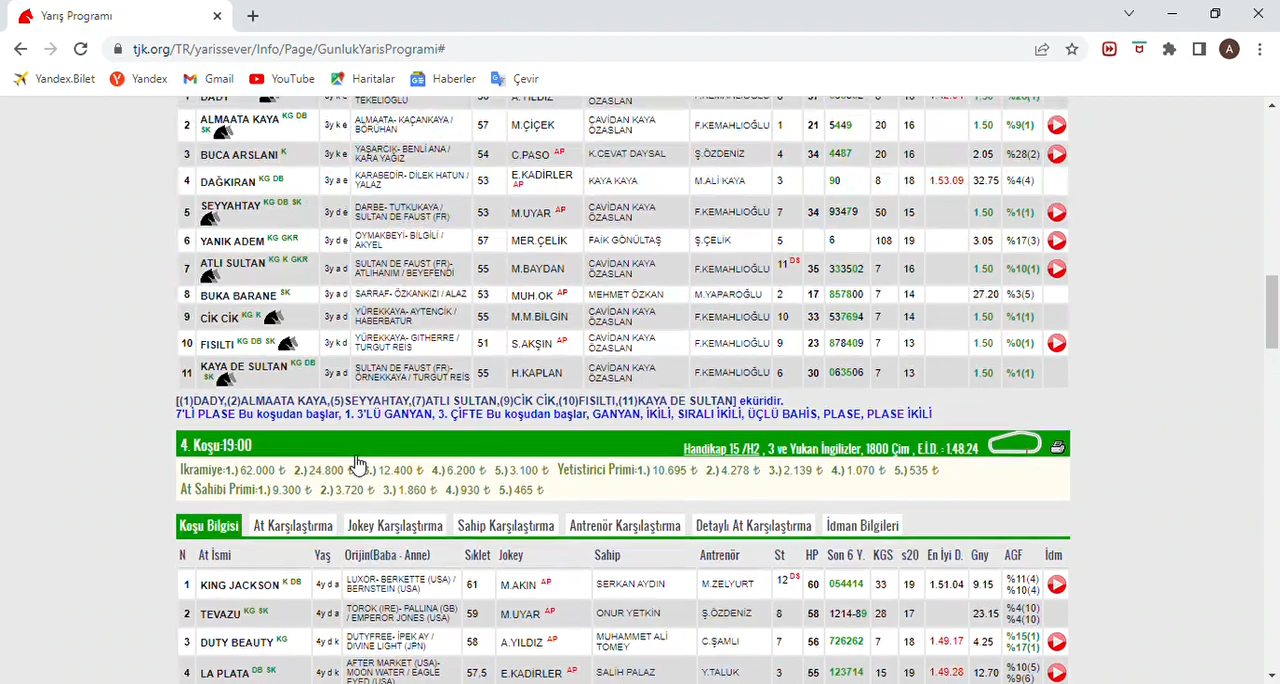 Yarış Programı
tjk.org/TR/yarissever/Info/Page/GunlukYarisProgrami#
A
Yandex.Bilet Yandex Gmail YouTube Haritalar Haberler Çevir
DADY TEKELİOĞLU A.YILDIZ ÖZASLAN
2 ALMAATA KAYA KG DB SK 3y k e ALMAATA- KAÇANKAYA / BORUHAN 57 M.ÇİÇEK CAVİDAN KAYA ÖZASLAN F.KEMAHLIOĞLU 1 21 5449 20 16 1.50 %9(1)
3 BUCA ARSLANI K 3y k e YAŞARCIK- BENLİ ANA / KARA YAĞIZ 54 C.PASO AP K.CEVAT DAYSAL Ş.ÖZDENİZ 4 34 4487 20 16 2.05 %28(2)
4 DAĞKIRAN KG DB 3y a e KARABEDİR- DİLEK HATUN / YALAZ 53 E.KADİRLER AP KAYA KAYA M.ALİ KAYA 3 90 8 18 1.53.09 32.75 %4(4)
5 SEYYAHTAY KG DB SK 3y d e DARBE- TUTKUKAYA / SULTAN DE FAUST (FR) 53 M.UYAR AP CAVİDAN KAYA ÖZASLAN F.KEMAHLIOĞLU 7 34 93479 50 15 1.50 %1(1)
6 YANIK ADEM KG GKR 3y d e OYMAKBEYİ- BİLGİLİ / AKYEL 57 MER.ÇELİK FAİK GÖNÜLTAŞ Ş.ÇELİK 5 6 108 19 3.05 %17(3)
7 ATLI SULTAN KG K GKR 3y a d SULTAN DE FAUST (FR)- ATLIHANIM / BEYEFENDİ 55 M.BAYDAN CAVİDAN KAYA ÖZASLAN F.KEMAHLIOĞLU 11 DS 36 333502 7 16 1.50 %10(1)
8 BUKA BARANE SK 3y a d SARRAF- ÖZKANKIZI / ALAZ 53 MUH.OK AP MEHMET ÖZKAN M.YAPAROĞLU 2 17 857800 7 14 27.20 %3(5)
9 CİK CİK KG K 3y a d YÜREKKAYA- AYTENCİK / HABERBATUR 55 M.M.BİLGİN CAVİDAN KAYA ÖZASLAN F.KEMAHLIOĞLU 10 33 537694 7 14 1.50 %1(1)
10 FISILTI KG DB SK 3y k d YÜREKKAYA- GITHERRE / TURGUT REIS 51 S.AKŞIN AP CAVİDAN KAYA ÖZASLAN F.KEMAHLIOĞLU 9 23 878409 7 13 1.50 %0(1)
11 KAYA DE SULTAN KG DB SK 3y a d SULTAN DE FAUST (FR)- ÖRNEKKAYA / TURGUT REİS 55 H.KAPLAN CAVİDAN KAYA ÖZASLAN F.KEMAHLIOĞLU 6 30 063506 7 13 1.50 %1(1)
[(1)DADY,(2)ALMAATA KAYA,(5)SEYYAHTAY,(7)ATLI SULTAN,(9)CİK CİK,(10)FISILTI,(11)KAYA DE SULTAN] eküridir.
7'Lİ PLASE Bu koşudan başlar, 1. 3'LÜ GANYAN, 3. ÇİFTE Bu koşudan başlar, GANYAN, İKİLİ, SIRALI İKİLİ, ÜÇLÜ BAHİS, PLASE, PLASE İKİLİ
4. Koşu:19:00 Handikap 15 /H2 , 3 ve Yukarı İngilizler, 1800 Çim , E.İ.D. : 1.48.24
Ikramiye:1.) 62.000 ₺ 2.) 24.800 ₺ 3.) 12.400 ₺ 4.) 6.200 ₺ 5.) 3.100 ₺ Yetistirici Primi:1.) 10.695 ₺ 2.) 4.278 ₺ 3.) 2.139 ₺ 4.) 1.070 ₺ 5.) 535 ₺
At Sahibi Primi:1.) 9.300 ₺ 2.) 3.720 ₺ 3.) 1.860 ₺ 4.) 930 ₺ 5.) 465 ₺
Koşu Bilgisi At Karşılaştırma Jokey Karşılaştırma Sahip Karşılaştırma Antrenör Karşılaştırma Detaylı At Karşılaştırma İdman Bilgileri
N At İsmi Yaş Orijin(Baba - Anne) Sıklet Jokey Sahip Antrenör St HP Son 6 Y. KGS s20 En İyi D. Gny AGF İdm
1 KING JACKSON K DB 4y d a LUXOR- BERKETTE (USA) / BERNSTEIN (USA) 61 M.AKIN AP SERKAN AYDIN M.ZELYURT 12 DS 60 054414 33 19 1.51.04 9.15 %11(4) %10(4)
2 TEVAZU KG SK 4y d a TOROK (IRE)- PALLINA (GB) / EMPEROR JONES (USA) 59 M.UYAR AP ONUR YETKİN Ş.ÖZDENİZ 8 58 1214-89 28 17 23.15 %4(10) %4(10)
3 DUTY BEAUTY KG 4y d k DUTYFREE- İPEK AY / DIVINE LIGHT (JPN) 58 A.YILDIZ AP MUHAMMET ALİ TOMEY C.ŞAMLI 7 56 726262 7 18 1.49.17 4.25 %15(1) %17(1)
4 LA PLATA DB SK 4y d k AFTER MARKET (USA)- MOON WATER / EAGLE EYED (USA) 57,5 E.KADİRLER AP SALİH PALAZ Y.TALUK 3 55 123714 15 19 1.49.28 12.70 %10(5) %9(6)